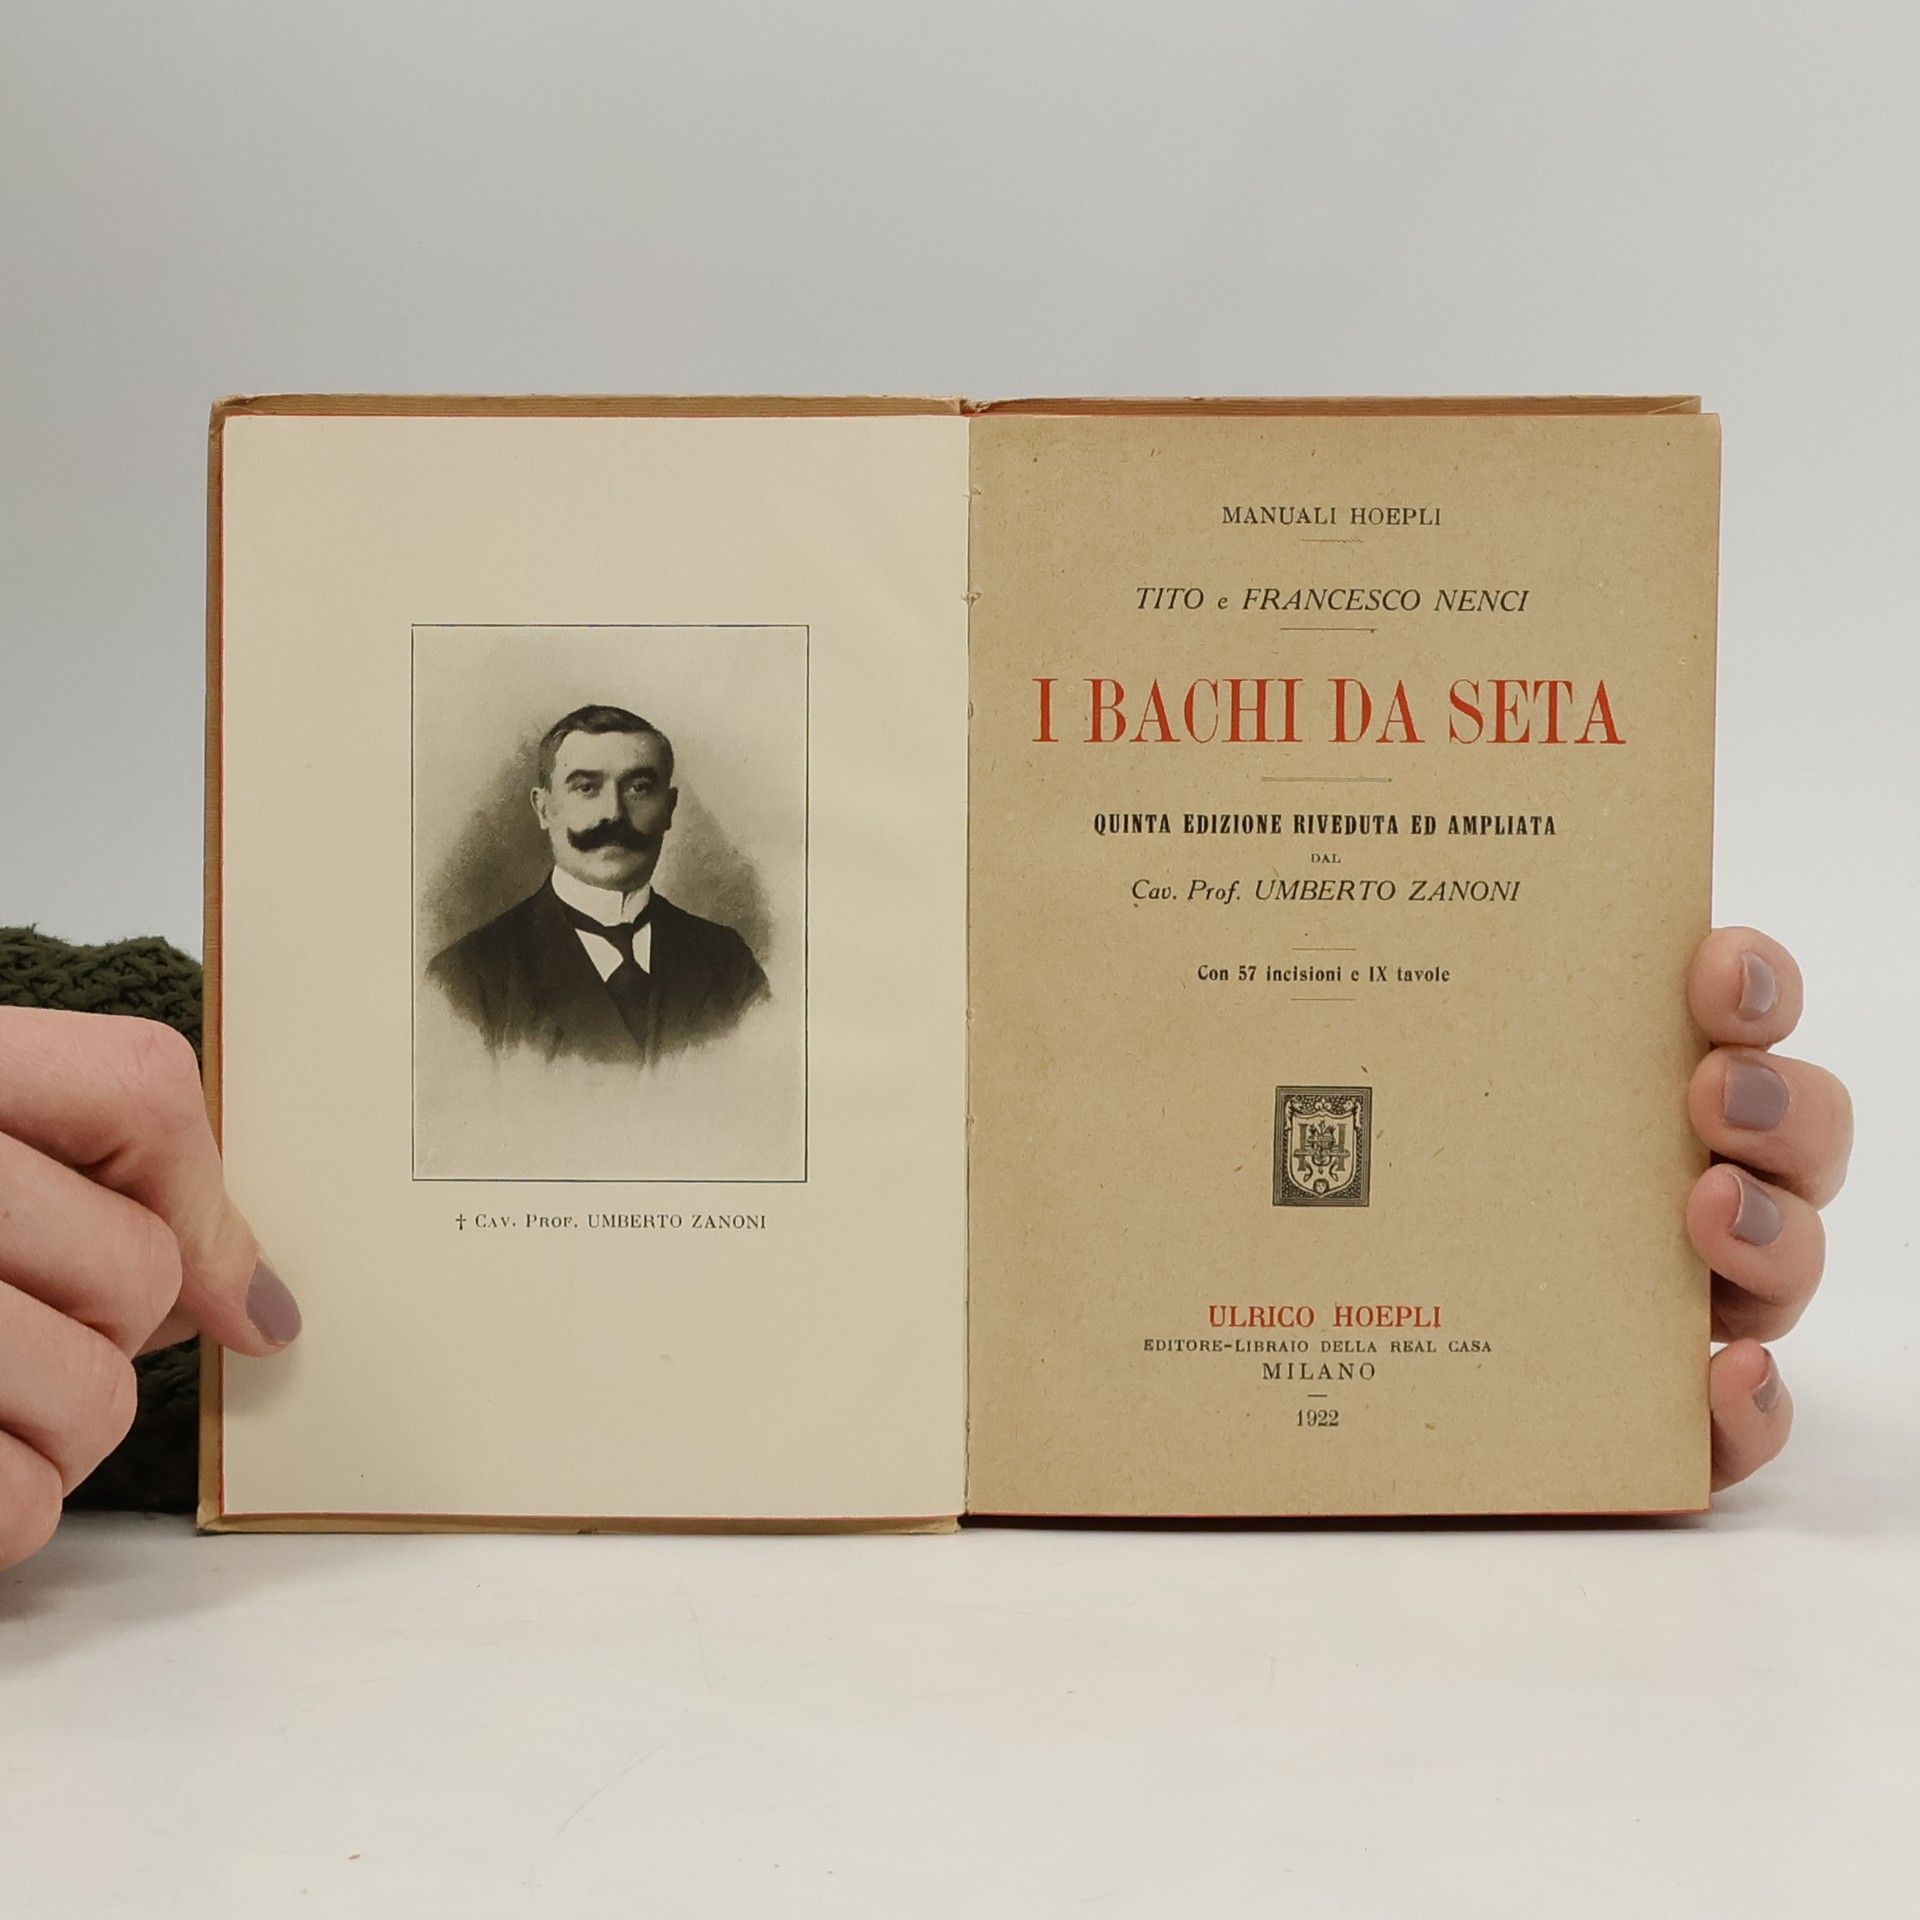 † CAV. PROF. UMBERTO ZANONI
MANUALI HOEPLI
TITO e FRANCESCO NENCI
I BACHI DA SETA
QUINTA EDIZIONE RIVEDUTA ED AMPLIATA
DAL
Cav. Prof. UMBERTO ZANONI
Con 57 incisioni e IX tavole
ULRICO HOEPLI
EDITORE-LIBRAIO DELLA REAL CASA
MILANO
1922